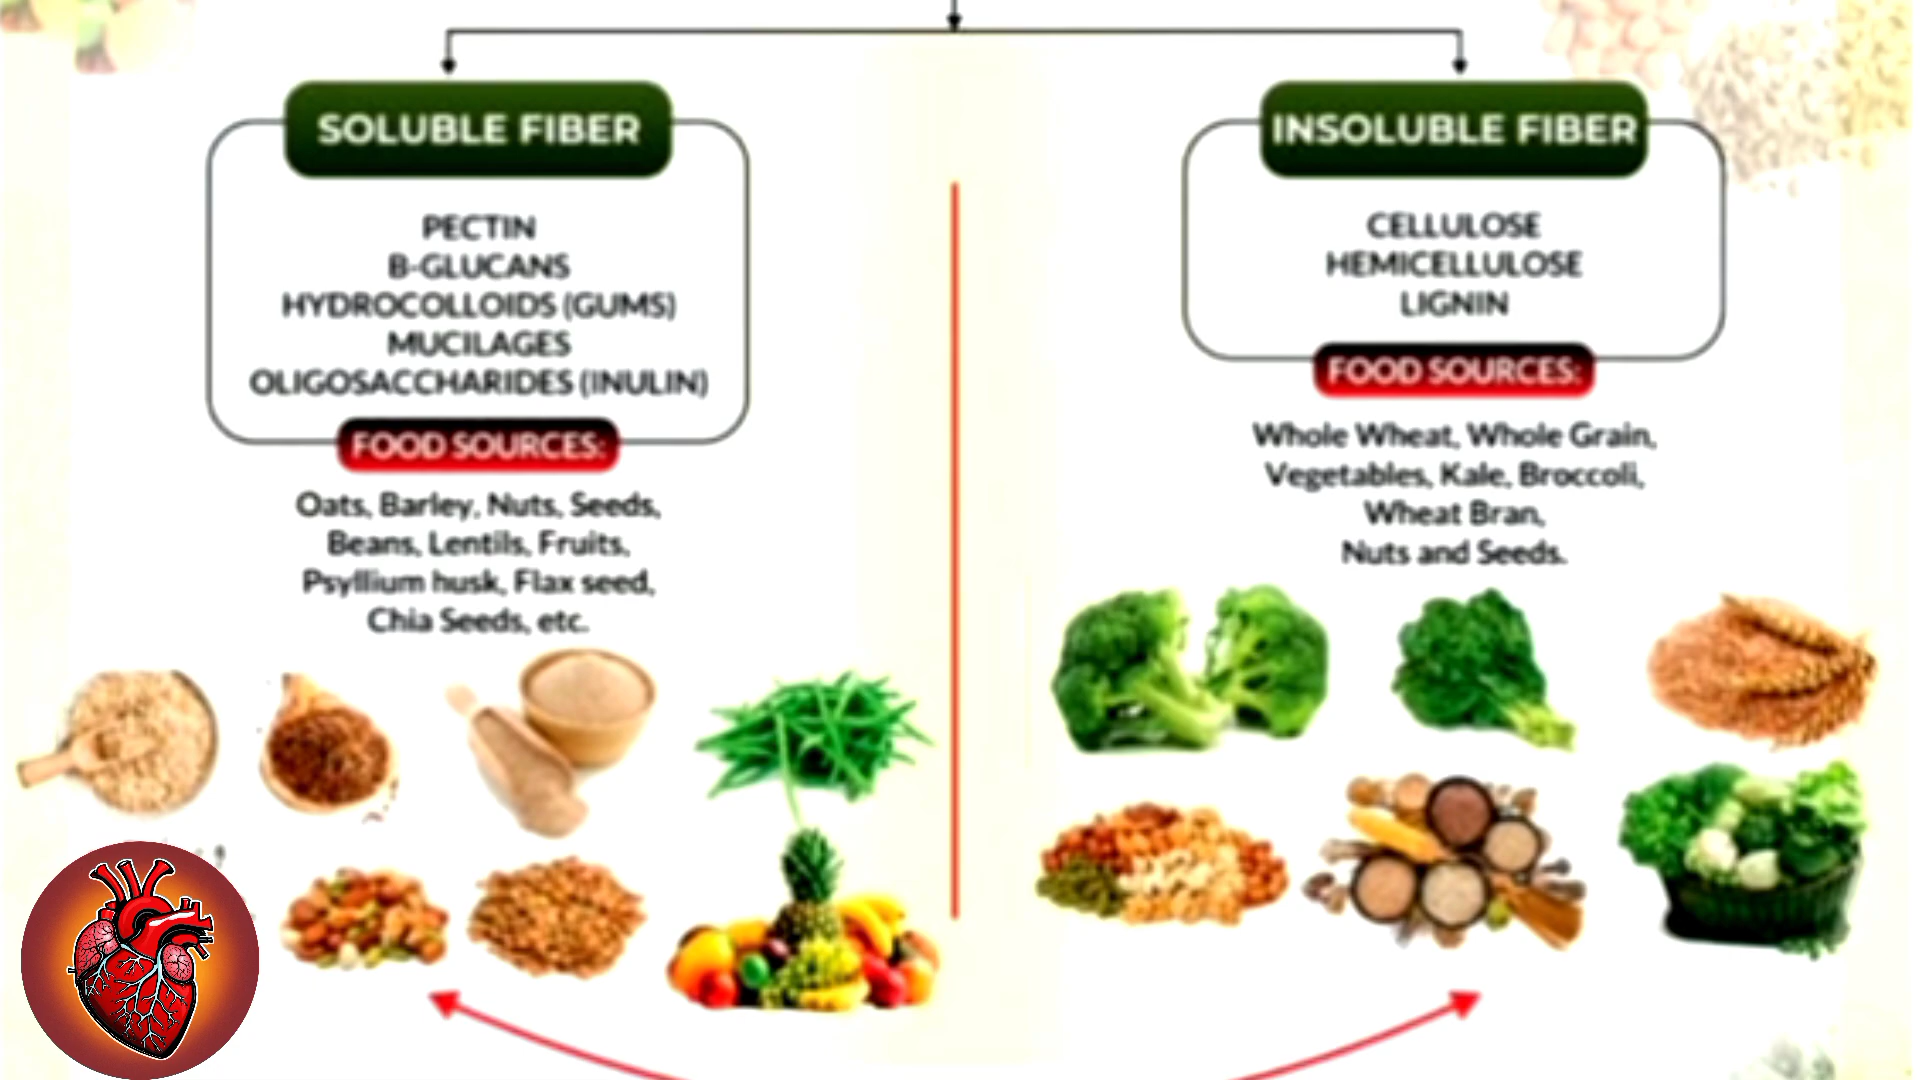 SOLUBLE FIBER
PECTIN
B-GLUCANS
HYDROCOLLOIDS (GUMS)
MUCILAGES
OLIGOSACCHARIDES (INULIN)
FOOD SOURCES:
Oats, Barley, Nuts, Seeds,
Beans, Lentils, Fruits,
Psyllium husk, Flax seed,
Chia Seeds, etc.
INSOLUBLE FIBER
CELLULOSE
HEMICELLULOSE
LIGNIN
FOOD SOURCES:
Whole Wheat, Whole Grain,
Vegetables, Kale, Broccoli,
Wheat Bran,
Nuts and Seeds.